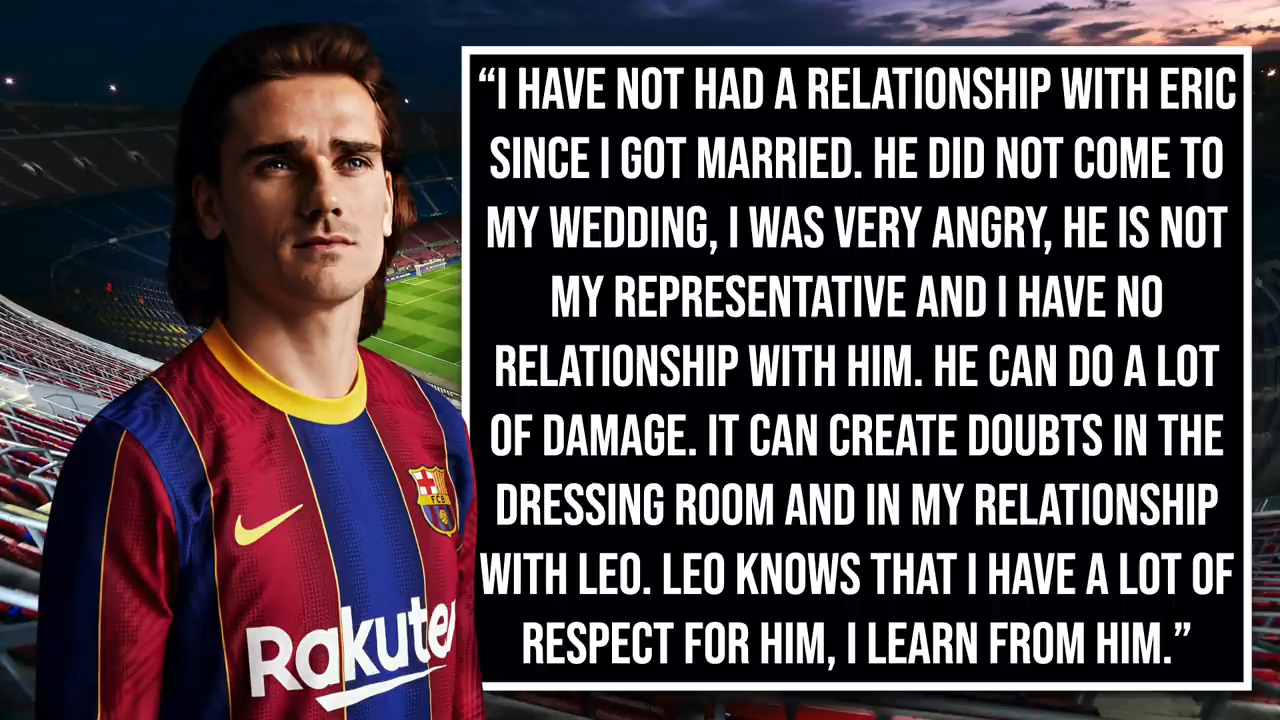 “I HAVE NOT HAD A RELATIONSHIP WITH ERIC
SINCE I GOT MARRIED. HE DID NOT COME TO
MY WEDDING, I WAS VERY ANGRY, HE IS NOT
MY REPRESENTATIVE AND I HAVE NO
RELATIONSHIP WITH HIM. HE CAN DO A LOT
OF DAMAGE. IT CAN CREATE DOUBTS IN THE
DRESSING ROOM AND IN MY RELATIONSHIP
WITH LEO. LEO KNOWS THAT I HAVE A LOT OF
RESPECT FOR HIM, I LEARN FROM HIM.”
FCB
Rakuten